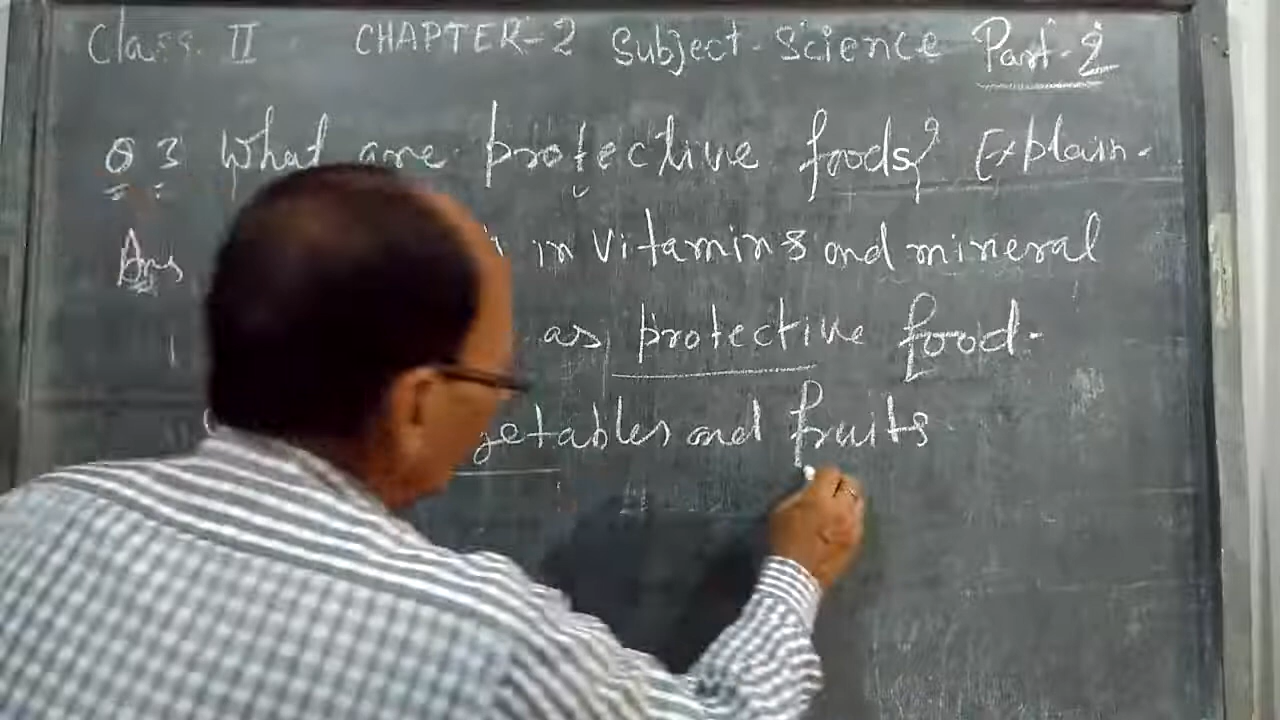 Class II CHAPTER-2 Subject-Science Part-2
Q 3 What are protective foods? Explain.
Ans in vitamins and mineral
as protective food.
getables and fruits